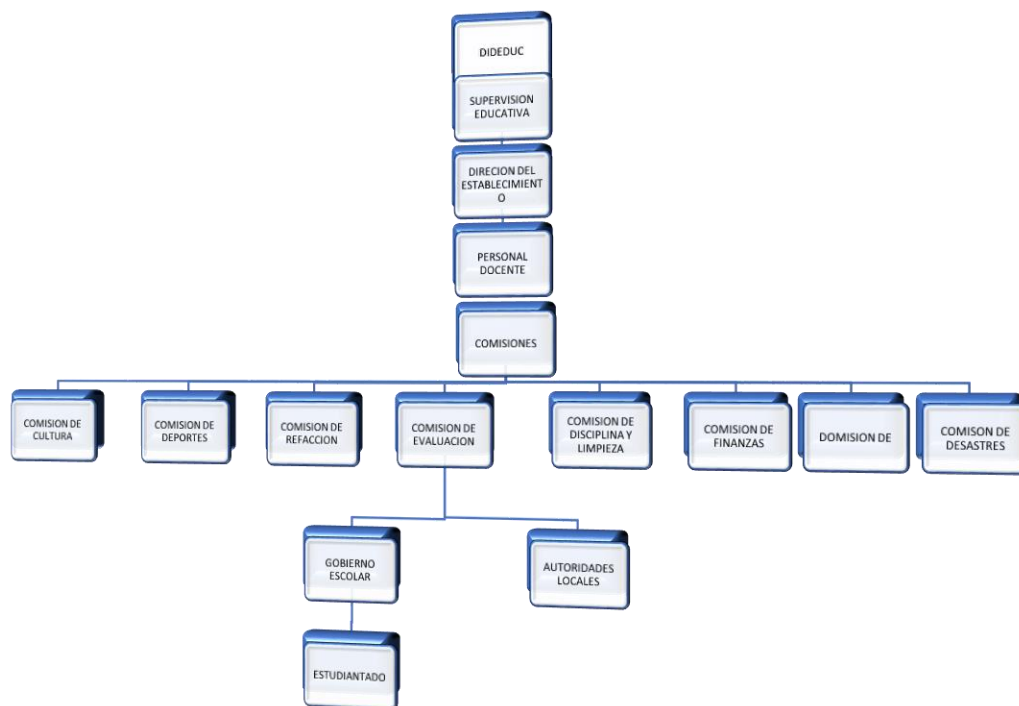 DIDEDUC
SUPERVISION
EDUCATIVA
DIRECION DEL
ESTABLECIMIENT
O
PERSONAL
DOCENTE
COMISIONES
COMISION DE
CULTURA
COMISION DE
DEPORTES
COMISION DE
REFACCION
COMISION DE
EVALUACION
COMISION DE
DISCIPLINA Y
LIMPIEZA
COMISION DE
FINANZAS
DOMISION DE
COMISON DE
DESASTRES
GOBIERNO
ESCOLAR
AUTORIDADES
LOCALES
ESTUDIANTADO